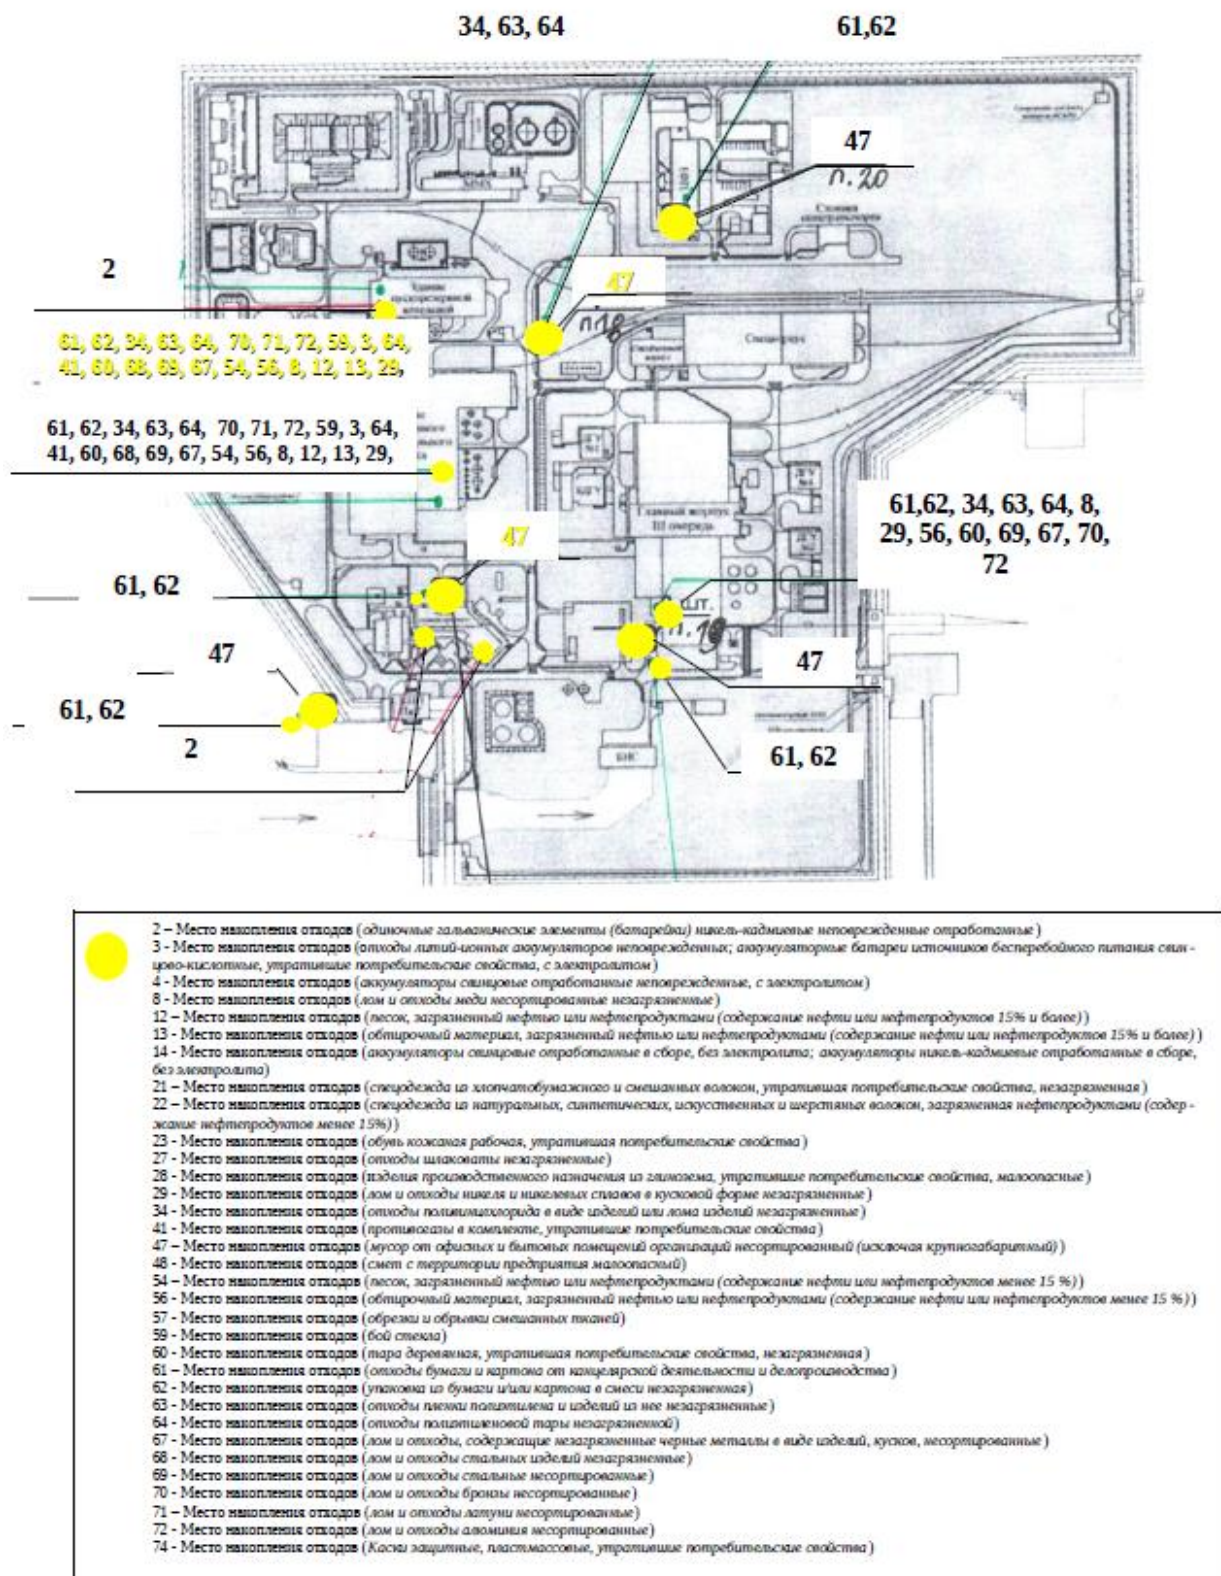 34, 63, 64
61,62
47
п.20
2
47
п18
61, 62, 34, 63, 64, 70, 71, 72, 59, 3, 64,
41, 60, 68, 69, 67, 54, 56, 8, 12, 13, 29,
61, 62, 34, 63, 64, 70, 71, 72, 59, 3, 64,
41, 60, 68, 69, 67, 54, 56, 8, 12, 13, 29,
Главный корпус
III очередь
61,62, 34, 63, 64, 8,
29, 56, 60, 69, 67, 70,
72
47
61, 62
47
47
61, 62
2
61, 62
БНС
2 – Место накопления отходов (одиночные гальванические элементы (батарейки) никель-кадмиевые неповрежденные отработанные)
3 - Место накопления отходов (отходы литий-ионных аккумуляторов неповрежденных; аккумуляторные батареи источников бесперебойного питания свин-
цово-кислотные, утратившие потребительские свойства, с электролитом)
4 - Место накопления отходов (аккумуляторы свинцовые отработанные неповрежденные, с электролитом)
8 - Место накопления отходов (лом и отходы меди несортированные незагрязненные)
12 – Место накопления отходов (песок, загрязненный нефтью или нефтепродуктами (содержание нефти или нефтепродуктов 15% и более))
13 - Место накопления отходов (обтирочный материал, загрязненный нефтью или нефтепродуктами (содержание нефти или нефтепродуктов 15% и более))
14 - Место накопления отходов (аккумуляторы свинцовые отработанные в сборе, без электролита; аккумуляторы никель-кадмиевые отработанные в сборе,
без электролита)
21 – Место накопления отходов (спецодежда из хлопчатобумажного и смешанных волокон, утратившая потребительские свойства, незагрязненная)
22 – Место накопления отходов (спецодежда из натуральных, синтетических, искусственных и шерстяных волокон, загрязненная нефтепродуктами (содер-
жание нефтепродуктов менее 15%))
23 - Место накопления отходов (обувь кожаная рабочая, утратившая потребительские свойства)
27 – Место накопления отходов (отходы шлаковаты незагрязненные)
28 - Место накопления отходов (изделия производственного назначения из глинозема, утратившие потребительские свойства, малоопасные)
29 - Место накопления отходов (лом и отходы никеля и никелевых сплавов в кусковой форме незагрязненные)
34 - Место накопления отходов (отходы поливинилхлорида в виде изделий или лома изделий незагрязненные)
41 - Место накопления отходов (противогазы в комплекте, утратившие потребительские свойства)
47 – Место накопления отходов (мусор от офисных и бытовых помещений организаций несортированный (исключая крупногабаритный))
48 - Место накопления отходов (смет с территории предприятия малоопасный)
54 – Место накопления отходов (песок, загрязненный нефтью или нефтепродуктами (содержание нефти или нефтепродуктов менее 15 %))
56 - Место накопления отходов (обтирочный материал, загрязненный нефтью или нефтепродуктами (содержание нефти или нефтепродуктов менее 15 %))
57 - Место накопления отходов (обрезки и обрывки смешанных тканей)
59 - Место накопления отходов (бой стекла)
60 - Место накопления отходов (тара деревянная, утратившая потребительские свойства, незагрязненная)
61 – Место накопления отходов (отходы бумаги и картона от канцелярской деятельности и делопроизводства)
62 - Место накопления отходов (упаковка из бумаги и/или картона в смеси незагрязненная)
63 - Место накопления отходов (отходы пленки полиэтилена и изделий из нее незагрязненные)
64 - Место накопления отходов (отходы полиэтиленовой тары незагрязненной)
67 - Место накопления отходов (лом и отходы, содержащие незагрязненные черные металлы в виде изделий, кусков, несортированные)
68 - Место накопления отходов (лом и отходы стальных изделий незагрязненные)
69 - Место накопления отходов (лом и отходы стальные несортированные)
70 - Место накопления отходов (лом и отходы бронзы несортированные)
71 – Место накопления отходов (лом и отходы латуни несортированные)
72 - Место накопления отходов (лом и отходы алюминия несортированные)
74 - Место накопления отходов (Каски защитные, пластмассовые, утратившие потребительские свойства)